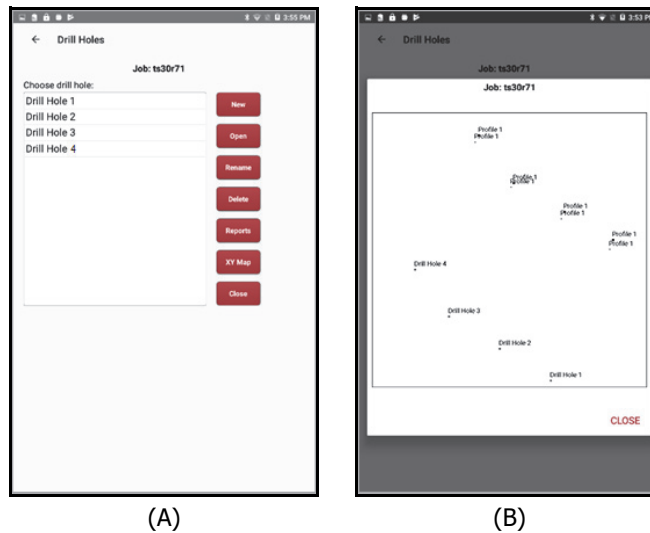 3:55 PM
← Drill Holes
Job: ts30r71
Choose drill hole:
Drill Hole 1
Drill Hole 2
Drill Hole 3
Drill Hole 4
New
Open
Rename
Delete
Reports
XY Map
Close
(A)
3:53 P
← Drill Holes
Job: ts30r71
Job: ts30r71
Profile 1
Profile 1
Profile 1
Profile 1
Profile 1
Profile 1
Profile 1
Profile 1
Drill Hole 4
Drill Hole 3
Drill Hole 2
Drill Hole 1
CLOSE
(B)